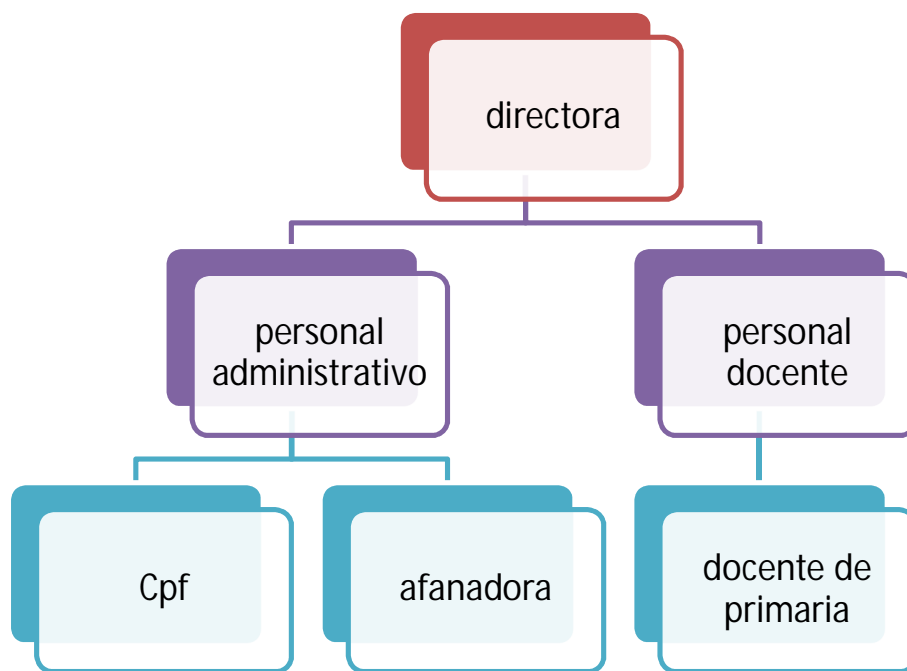 directora
personal
administrativo
personal
docente
Cpf
afanadora
docente de
primaria